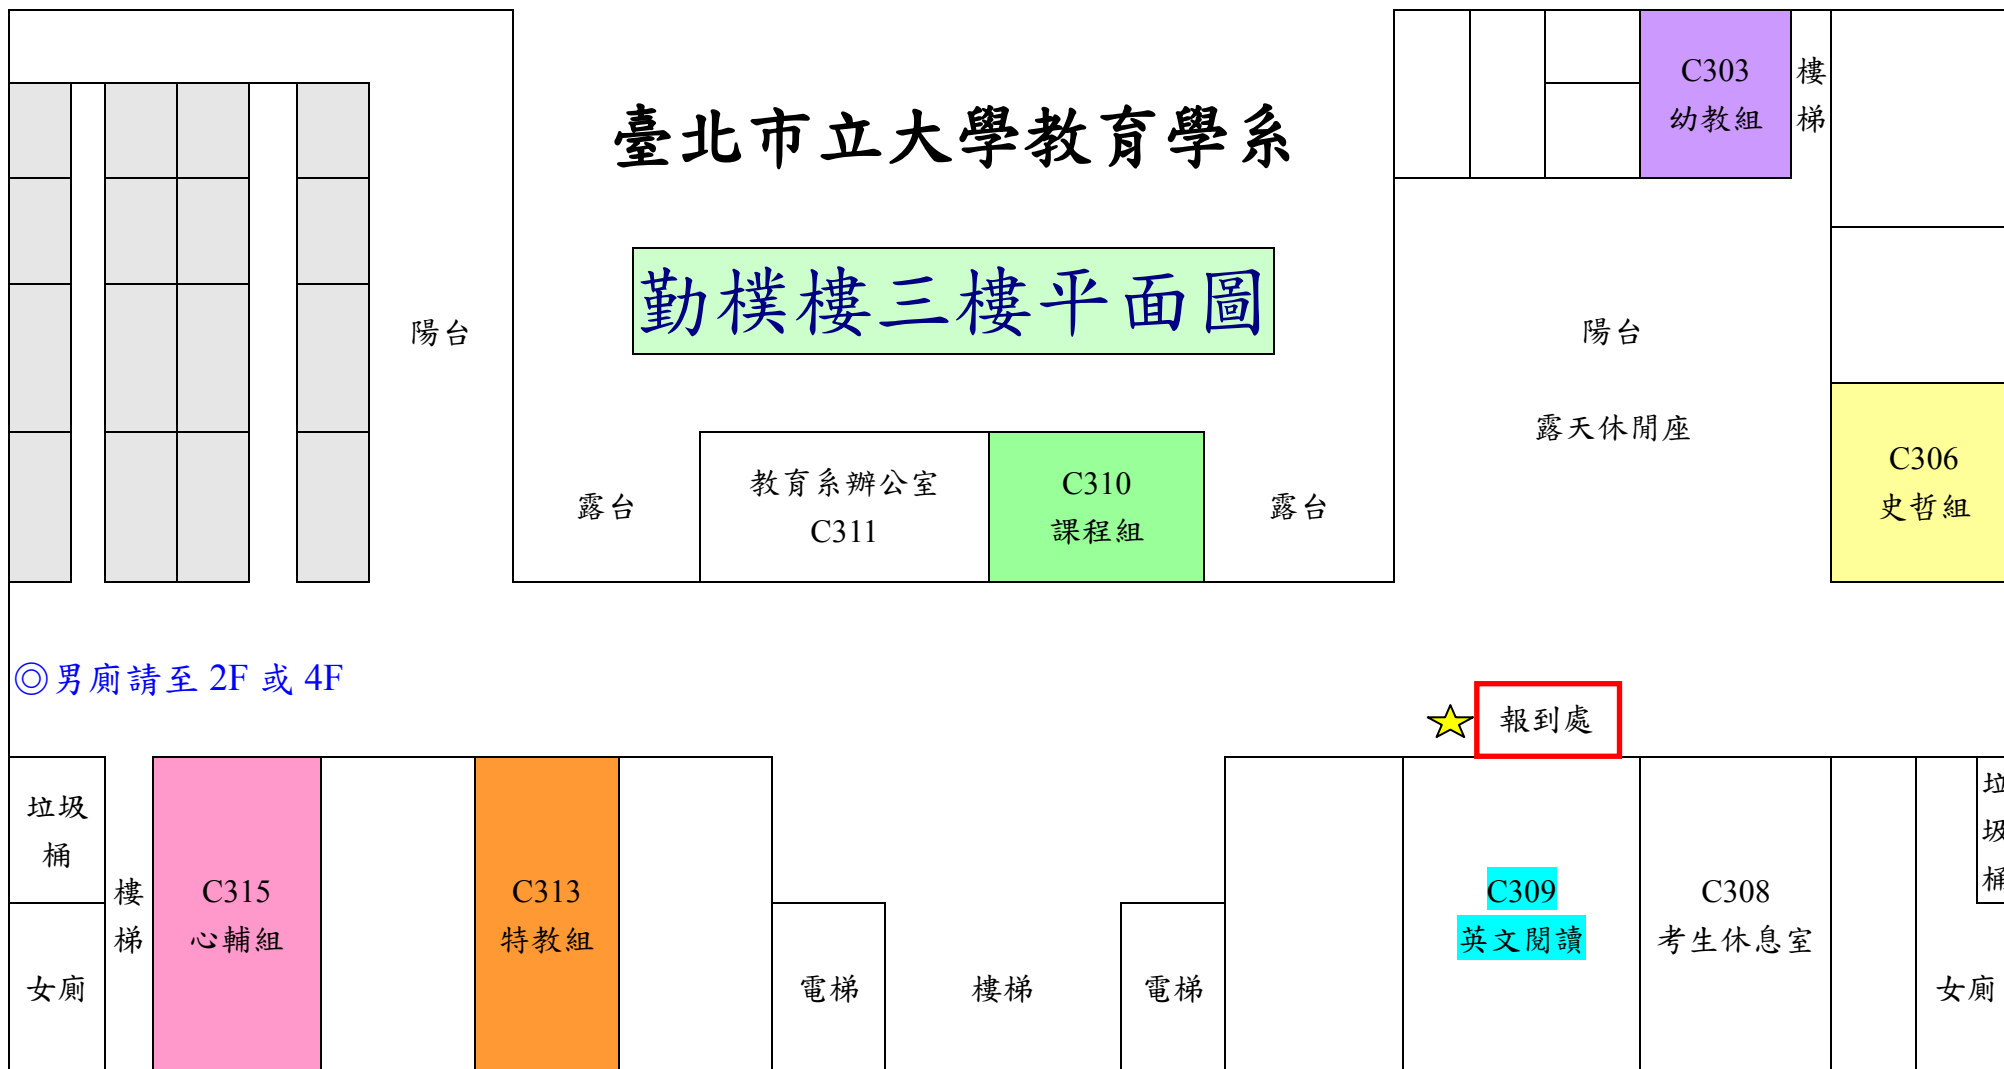 臺北市立大學教育學系
勤樸樓三樓平面圖
C303
幼教組
樓
梯
陽台
陽台
露天休閒座
教育系辦公室
C311
C310
課程組
露台
露台
C306
史哲組
◎男廁請至 2F 或 4F
報到處
垃圾
桶
女廁
樓
梯
C315
心輔組
C313
特教組
電梯
樓梯
電梯
C309
英文閱讀
C308
考生休息室
女廁
垃
圾
桶